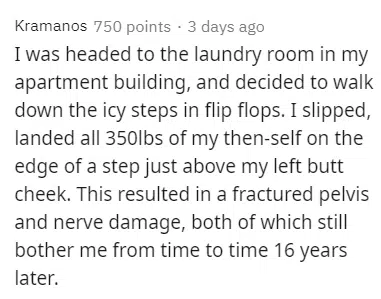 Kramanos 750 points · 3 days ago
I was headed to the laundry room in my
apartment building, and decided to walk
down the icy steps in flip flops. I slipped,
landed all 350lbs of my then-self on the
edge of a step just above my left butt
cheek. This resulted in a fractured pelvis
and nerve damage, both of which still
bother me from time to time 16 years
later.